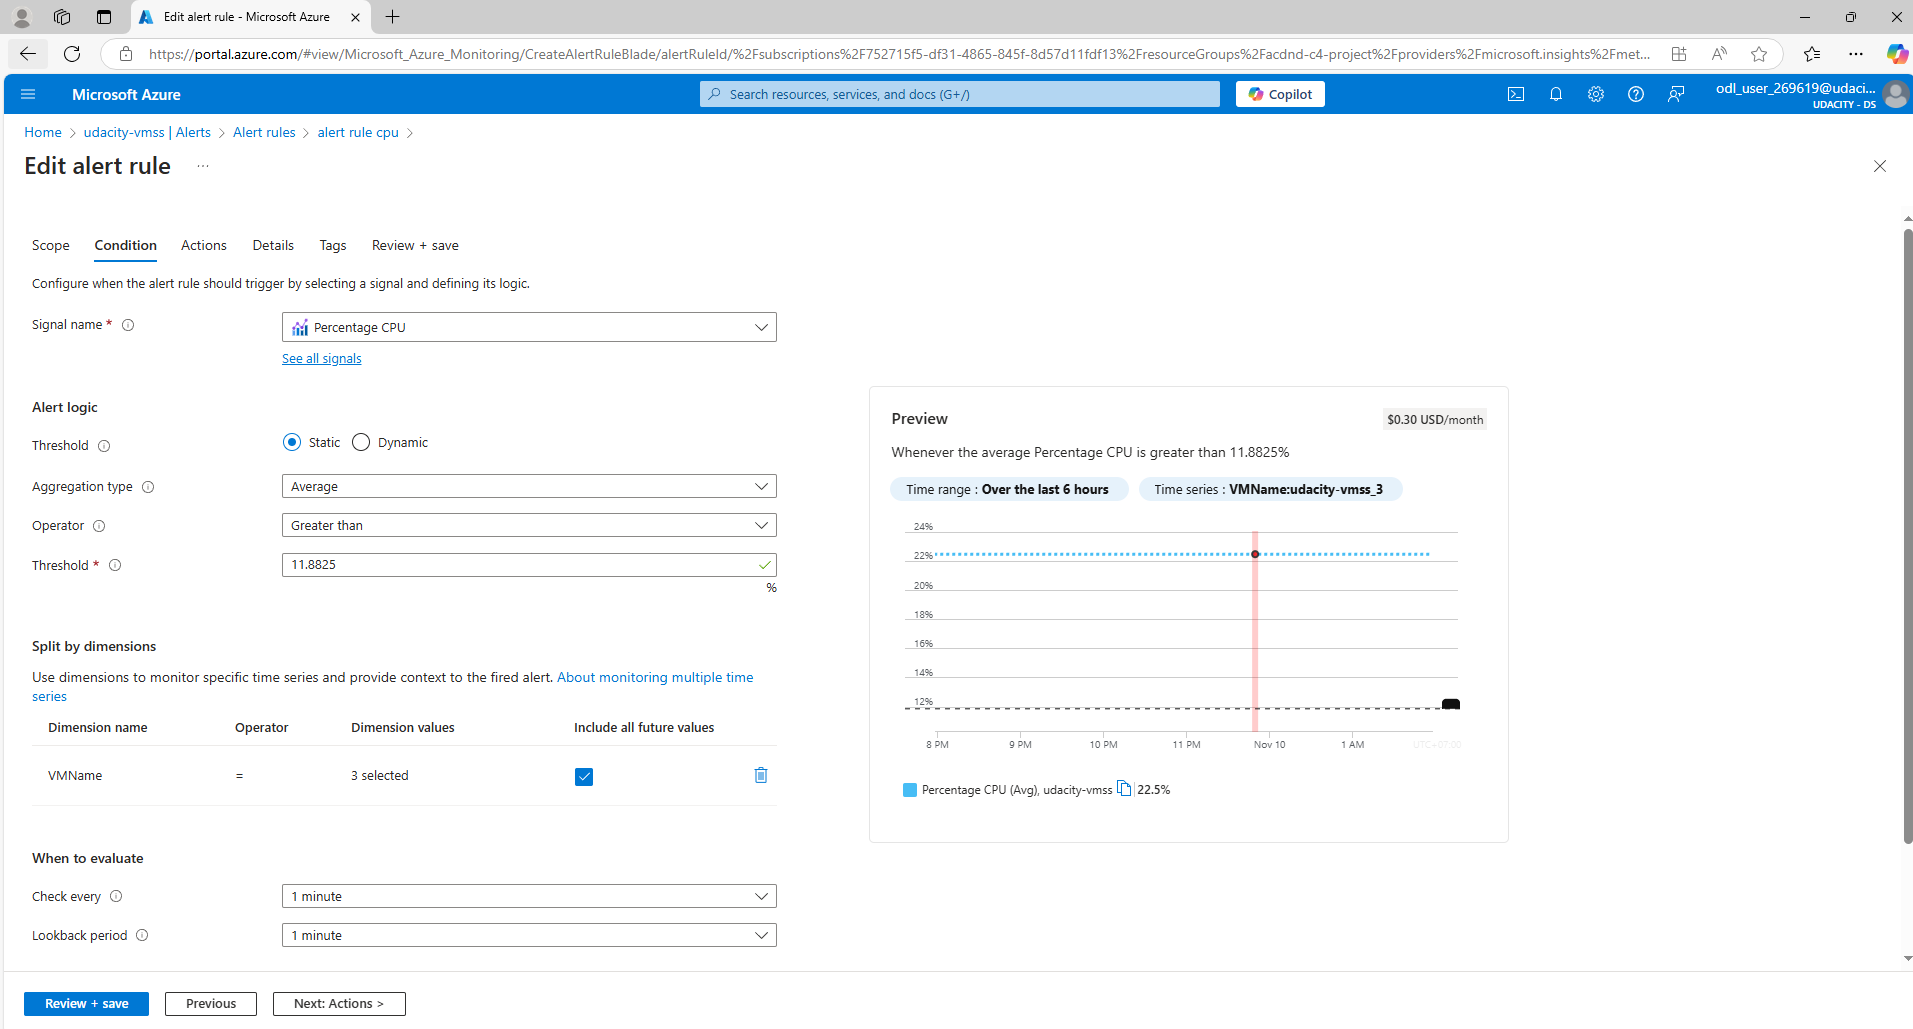 Edit alert rule - Microsoft Azure
https://portal.azure.com/#view/Microsoft_Azure_Monitoring/CreateAlertRuleBlade/alertRuleId/%2Fsubscriptions%2F752715f5-df31-4865-845f-8d57d11fdf13%2FresourceGroups%2Facdnd-c4-project%2Fproviders%2Fmicrosoft.insights%2Fmet...
Microsoft Azure
Search resources, services, and docs (G+/)
Copilot
odl_user_269619@udaci...
UDACITY - DS
Home > udacity-vmss | Alerts > Alert rules > alert rule cpu >
Edit alert rule ...
Scope Condition Actions Details Tags Review + save
Configure when the alert rule should trigger by selecting a signal and defining its logic.
Signal name *
Percentage CPU
See all signals
Alert logic
Threshold
Static Dynamic
Aggregation type
Average
Operator
Greater than
Threshold *
11.8825
%
Split by dimensions
Use dimensions to monitor specific time series and provide context to the fired alert. About monitoring multiple time
series
Dimension name Operator Dimension values Include all future values
VMName = 3 selected
When to evaluate
Check every
1 minute
Lookback period
1 minute
Preview
$0.30 USD/month
Whenever the average Percentage CPU is greater than 11.8825%
Time range : Over the last 6 hours
Time series : VMName:udacity-vmss_3
24%
22%
20%
18%
16%
14%
12%
8 PM 9 PM 10 PM 11 PM Nov 10 1 AM UTC+07:00
Percentage CPU (Avg), udacity-vmss 22.5%
Review + save
Previous
Next: Actions >